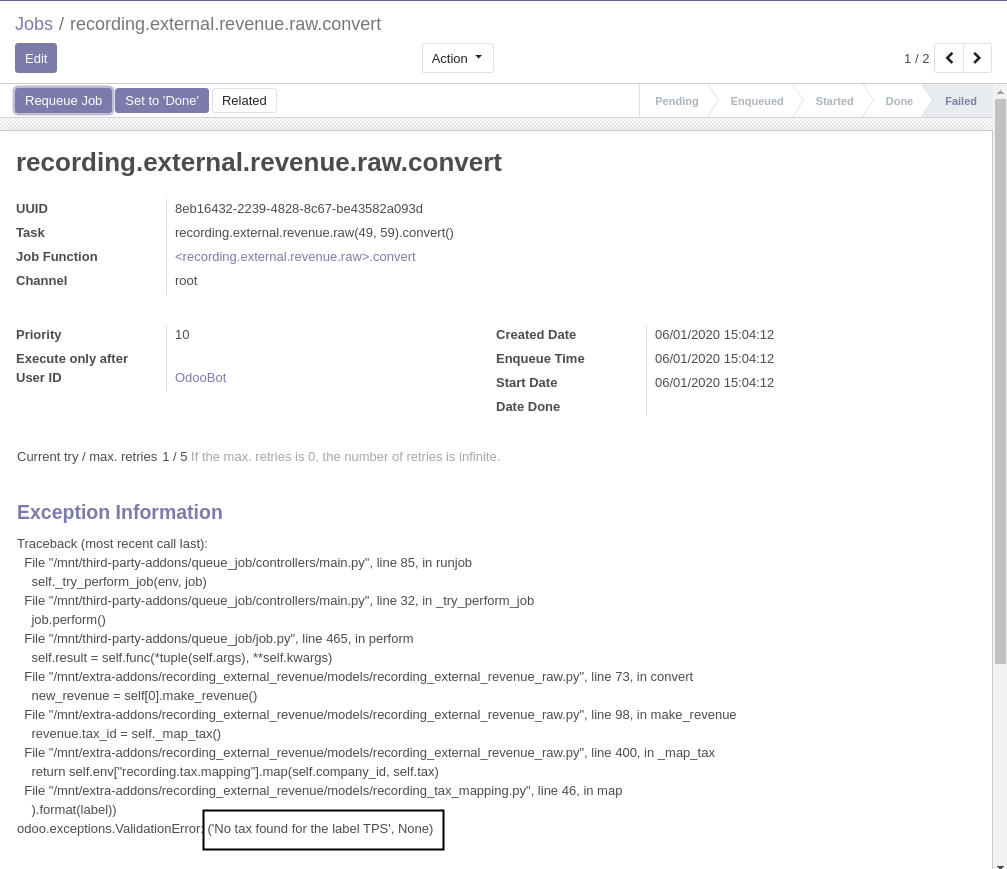 Jobs / recording.external.revenue.raw.convert
Edit
Action
1 / 2
Requeue Job
Set to 'Done'
Related
Pending
Enqueued
Started
Done
Failed
recording.external.revenue.raw.convert
UUID 8eb16432-2239-4828-8c67-be43582a093d
Task recording.external.revenue.raw(49, 59).convert()
Job Function <recording.external.revenue.raw>.convert
Channel root
Priority 10
Execute only after
User ID OdooBot
Created Date 06/01/2020 15:04:12
Enqueue Time 06/01/2020 15:04:12
Start Date 06/01/2020 15:04:12
Date Done
Current try / max. retries 1 / 5 If the max. retries is 0, the number of retries is infinite.
Exception Information
Traceback (most recent call last):
File "/mnt/third-party-addons/queue_job/controllers/main.py", line 85, in runjob
self._try_perform_job(env, job)
File "/mnt/third-party-addons/queue_job/controllers/main.py", line 32, in _try_perform_job
job.perform()
File "/mnt/third-party-addons/queue_job/job.py", line 465, in perform
self.result = self.func(*tuple(self.args), **self.kwargs)
File "/mnt/extra-addons/recording_external_revenue/models/recording_external_revenue_raw.py", line 73, in convert
new_revenue = self[0].make_revenue()
File "/mnt/extra-addons/recording_external_revenue/models/recording_external_revenue_raw.py", line 98, in make_revenue
revenue.tax_id = self._map_tax()
File "/mnt/extra-addons/recording_external_revenue/models/recording_external_revenue_raw.py", line 400, in _map_tax
return self.env["recording.tax.mapping"].map(self.company_id, self.tax)
File "/mnt/extra-addons/recording_external_revenue/models/recording_tax_mapping.py", line 46, in map
).format(label))
odoo.exceptions.ValidationError: ('No tax found for the label TPS', None)